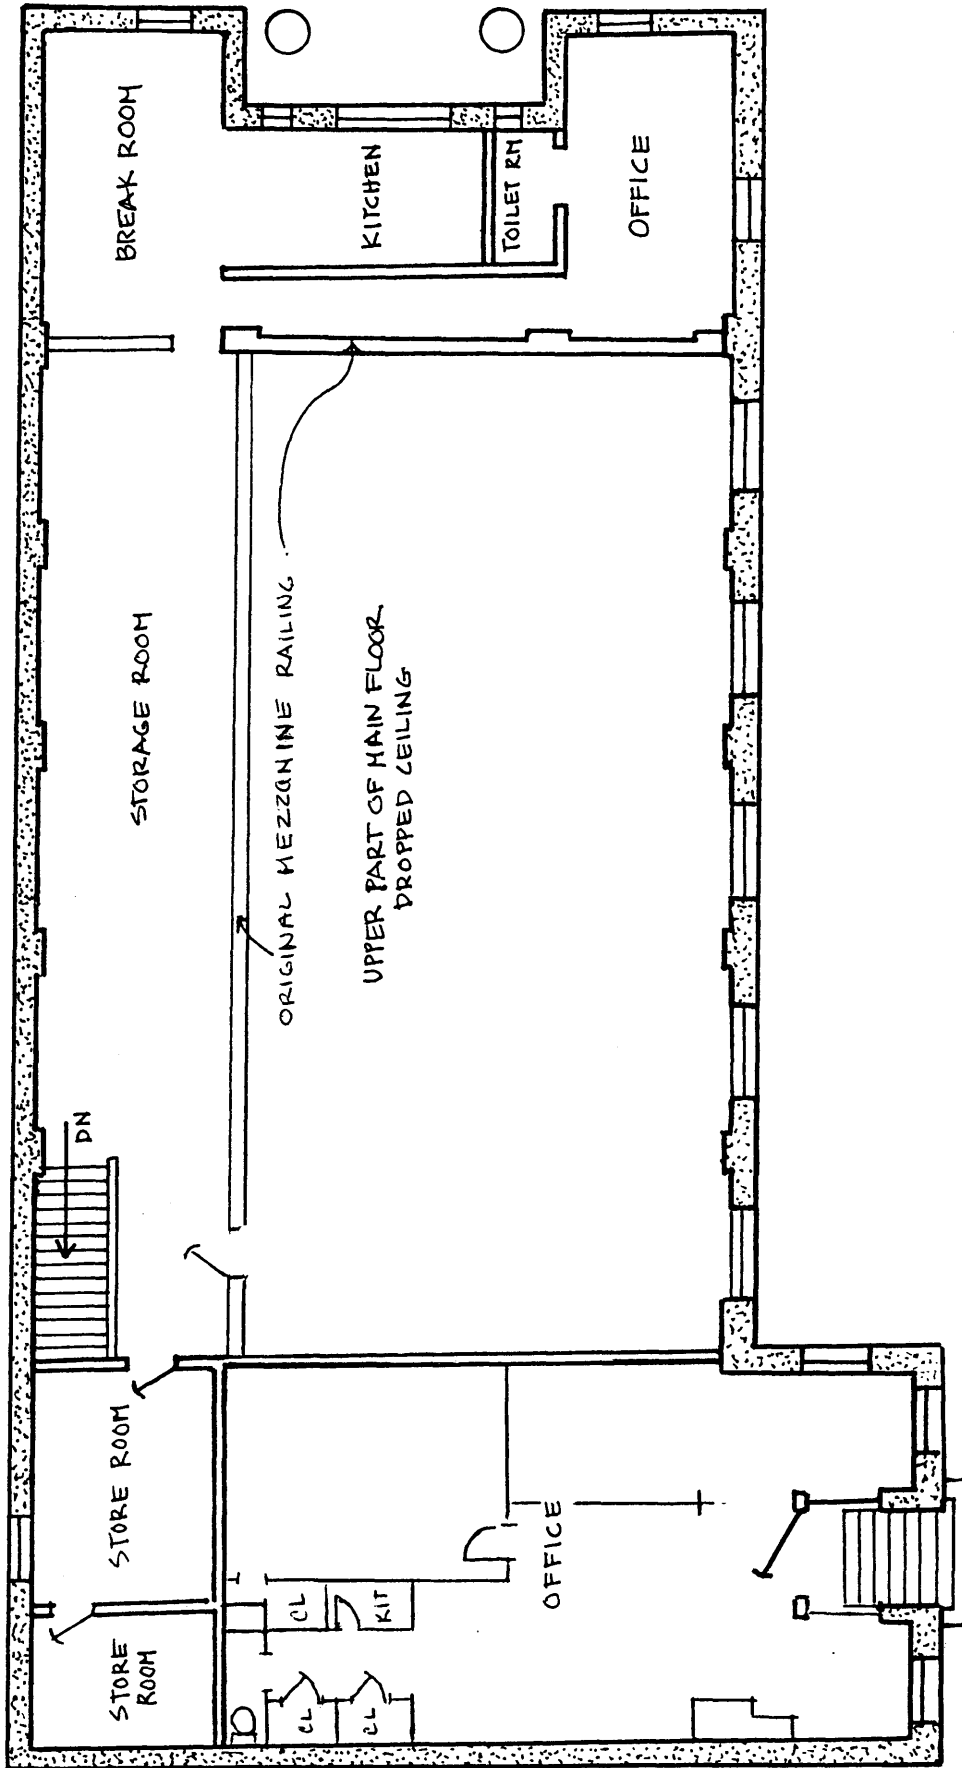 BREAK ROOM
KITCHEN
TOILET RM
OFFICE
STORAGE ROOM
ORIGINAL MEZZANINE RAILING
UPPER PART OF MAIN FLOOR
DROPPED CEILING
DN
STORE ROOM
STORE
ROOM
CL
KIT
OFFICE
CL
CL